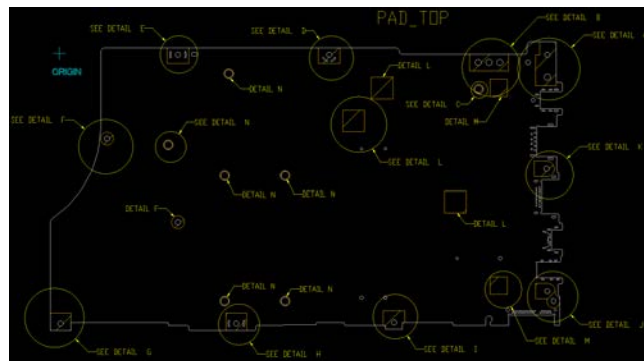 PAD_TOP
SEE DETAIL E
SEE DETAIL D
SEE DETAIL B
SEE DETAIL
ORIGIN
DETAIL L
DETAIL N
SEE DETAIL C
DETAIL M
SEE DETAIL F
SEE DETAIL N
SEE DETAIL K
SEE DETAIL L
DETAIL N
DETAIL N
DETAIL F
DETAIL L
DETAIL N
DETAIL N
SEE DETAIL J
SEE DETAIL M
SEE DETAIL G
SEE DETAIL H
SEE DETAIL I